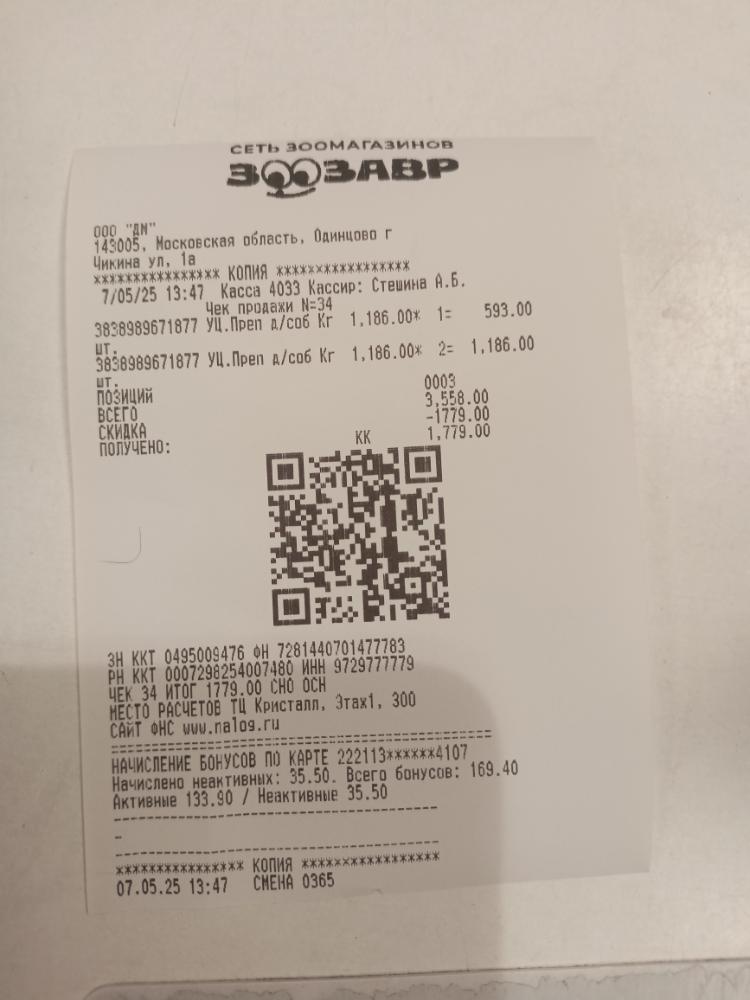 СЕТЬ ЗООМАГАЗИНОВ
ЗООЗАВР
ООО "ДМ"
143005, Московская область, Одинцово г
Чикина ул, 1а
**************** КОПИЯ *****************
7/05/25 13:47 Касса 4033 Кассир: Стешина А.Б.
Чек продажи N=34
3838989671877 УЦ.Преп д/соб Кг 1,186.00* 1= 593.00
шт.
3838989671877 УЦ.Преп д/соб Кг 1,186.00* 2= 1,186.00
шт.
ПОЗИЦИЙ 0003
ВСЕГО 3,558.00
СКИДКА -1779.00
ПОЛУЧЕНО: КК 1,779.00
ЗН ККТ 0495009476 ФН 7281440701477783
РН ККТ 0007298254007480 ИНН 9729777779
ЧЕК 34 ИТОГ 1779.00 СНО ОСН
МЕСТО РАСЧЕТОВ ТЦ Кристалл, Этах1, 300
САЙТ ФНС www.nalog.ru
================================================
НАЧИСЛЕНИЕ БОНУСОВ ПО КАРТЕ 222113******4107
Начислено неактивных: 35.50. Всего бонусов: 169.40
Активные 133.90 / Неактивные 35.50
----------------------------------------
-
----------------------------------------
**************** КОПИЯ *****************
07.05.25 13:47 СМЕНА 0365